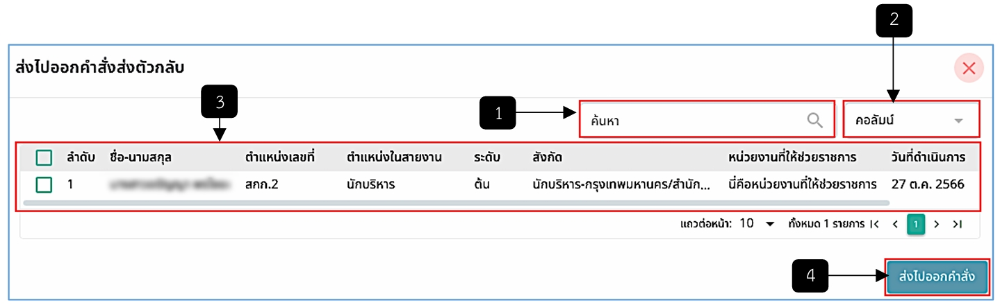 2
ส่งไปออกคำสั่งส่งตัวกลับ
3
1
ค้นหา
คอลัมน์
ลำดับ ชื่อ-นามสกุล ตำแหน่งเลขที่ ตำแหน่งในสายงาน ระดับ สังกัด หน่วยงานที่ให้ช่วยราชการ วันที่ดำเนินการ
1 สกก.2 นักบริหาร ต้น นักบริหาร-กรุงเทพมหานคร/สำนัก... นี่คือหน่วยงานที่ให้ช่วยราชการ 27 ต.ค. 2566
แถวต่อหน้า: 10 ทั้งหมด 1 รายการ 1
4
ส่งไปออกคำสั่ง